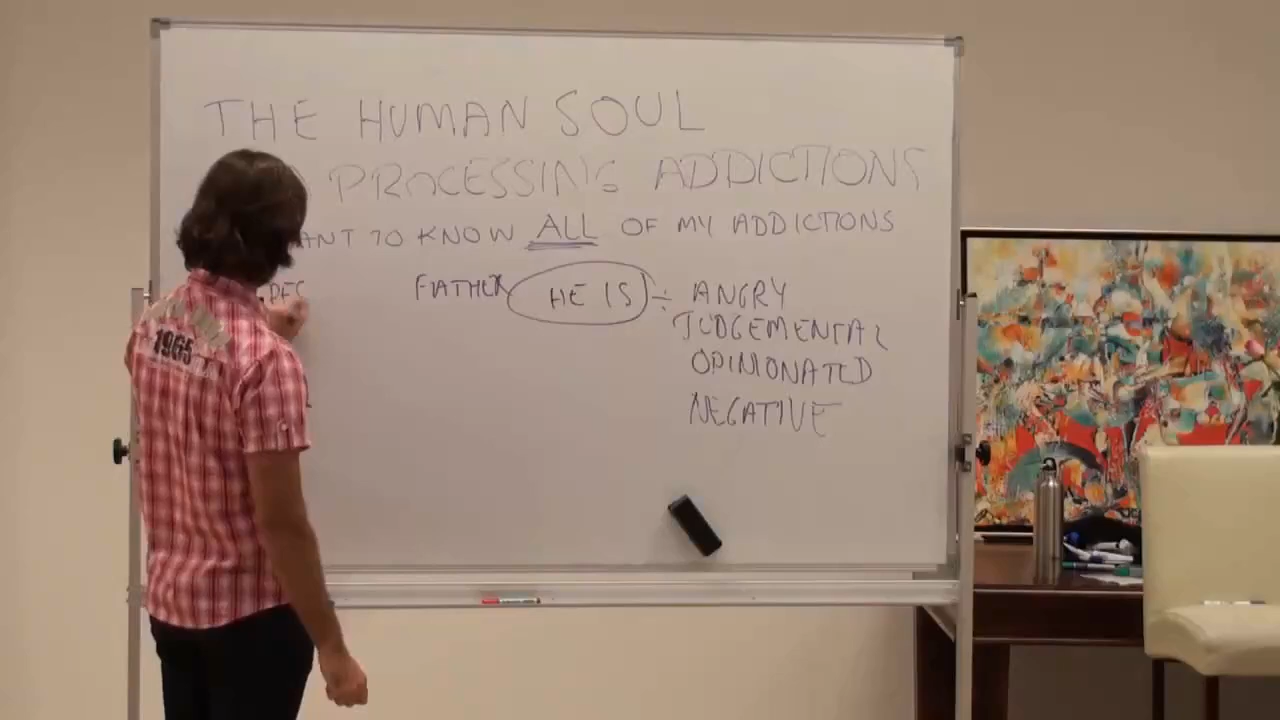 THE HUMAN SOUL
PROCESSING ADDICTIONS
ANT TO KNOW ALL OF MY ADDICTIONS
FATHER HE IS ÷ ANGRY
JUDGEMENTAL
OPINIONATED
NEGATIVE
1965